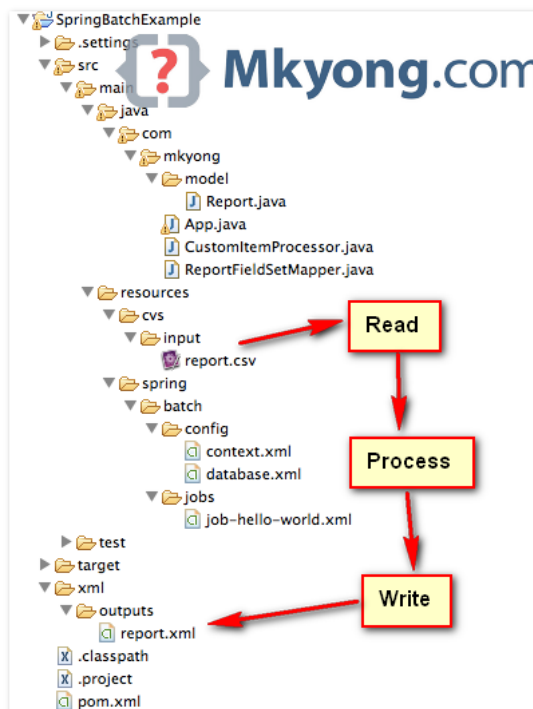 SpringBatchExample
.settings
src
? Mkyong.com
main
java
com
mkyong
model
Report.java
App.java
CustomItemProcessor.java
ReportFieldSetMapper.java
resources
cvs
Read
input
report.csv
spring
batch
config
Process
context.xml
database.xml
jobs
job-hello-world.xml
test
target
xml
Write
outputs
report.xml
.classpath
.project
pom.xml